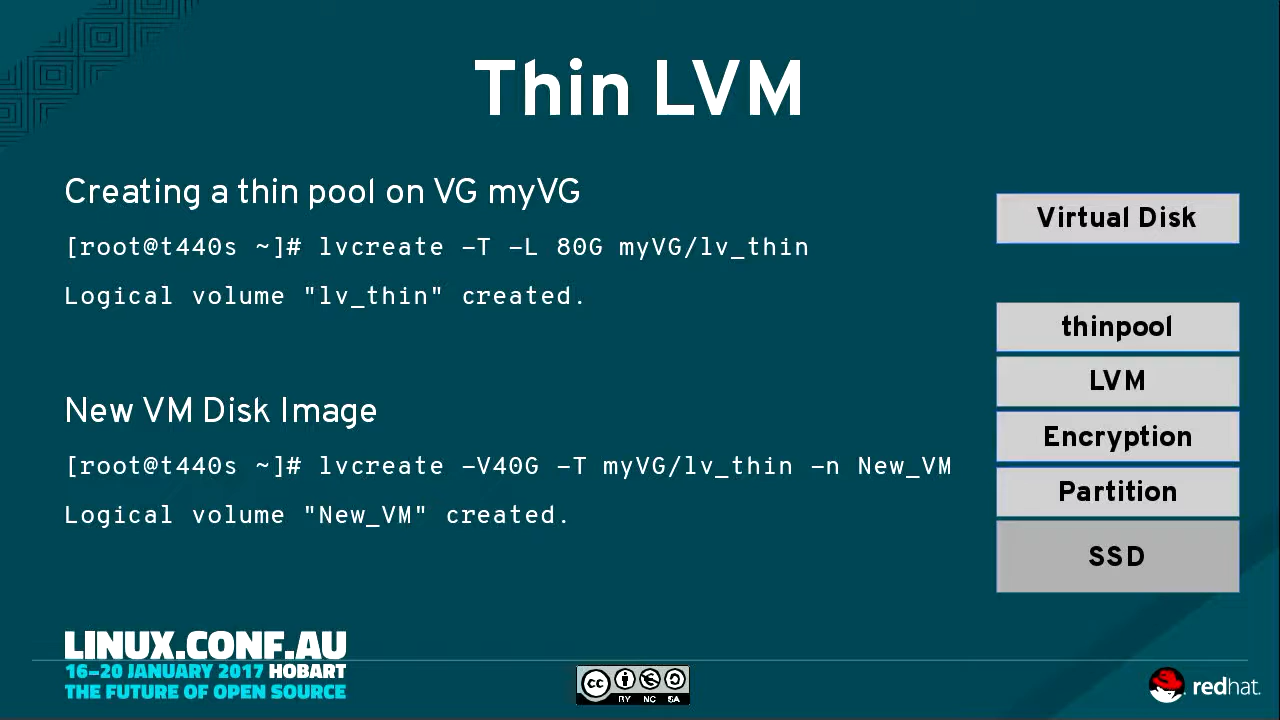 Thin LVM
Creating a thin pool on VG myVG
[root@t440s ~]# lvcreate -T -L 80G myVG/lv_thin
Logical volume "lv_thin" created.
New VM Disk Image
[root@t440s ~]# lvcreate -V40G -T myVG/lv_thin -n New_VM
Logical volume "New_VM" created.
Virtual Disk
thinpool
LVM
Encryption
Partition
SSD
LINUX.CONF.AU
16–20 JANUARY 2017 HOBART
THE FUTURE OF OPEN SOURCE
cc
BY NC SA
redhat.